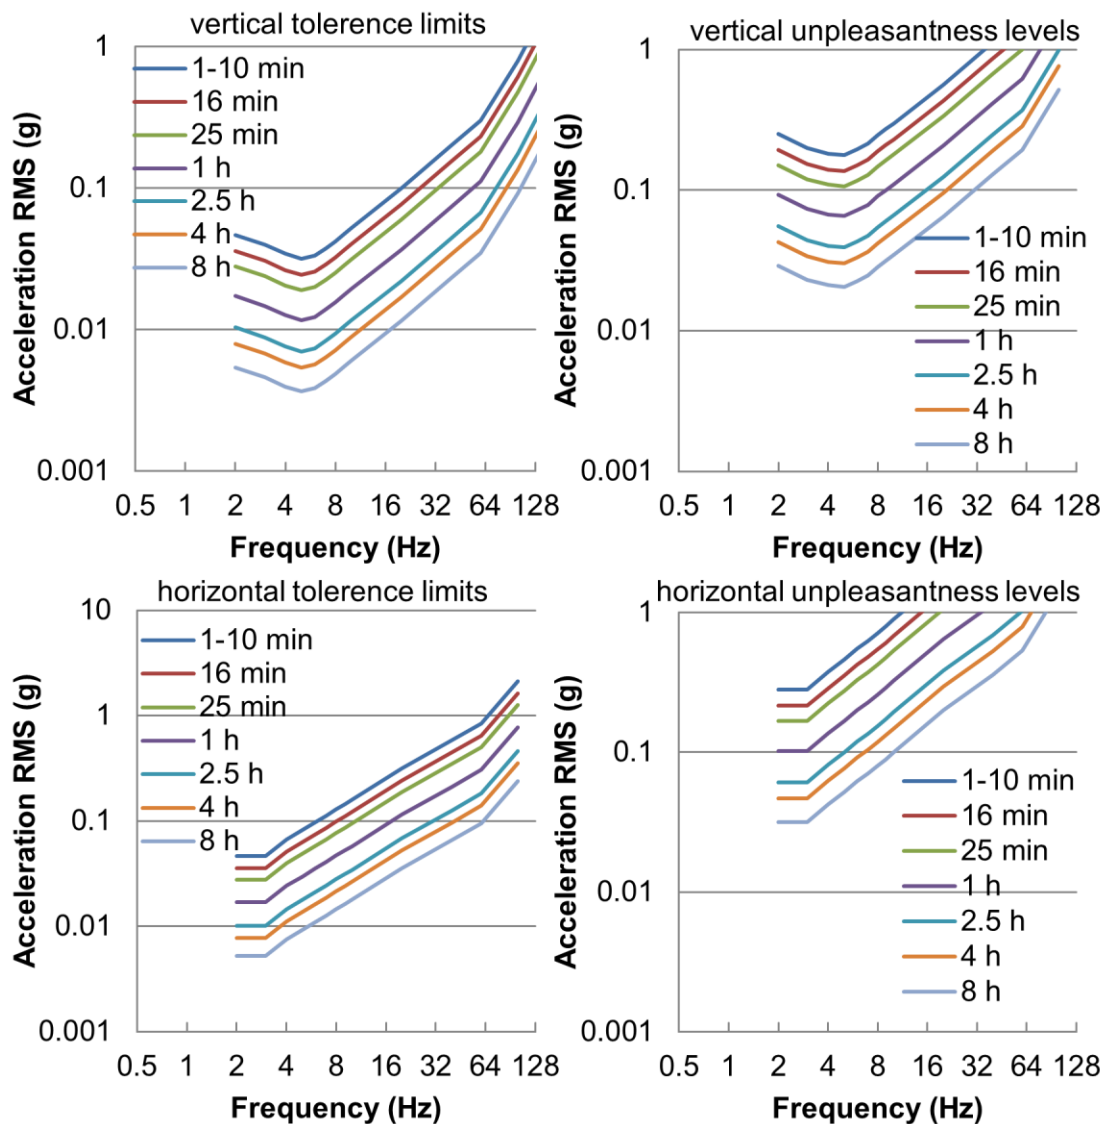 vertical tolerence limits
Acceleration RMS (g)
1
0.1
0.01
0.001
1-10 min
16 min
25 min
1 h
2.5 h
4 h
8 h
0.5 1 2 4 8 16 32 64 128
Frequency (Hz)
vertical unpleasantness levels
Acceleration RMS (g)
1
0.1
0.01
0.001
1-10 min
16 min
25 min
1 h
2.5 h
4 h
8 h
0.5 1 2 4 8 16 32 64 128
Frequency (Hz)
horizontal tolerence limits
Acceleration RMS (g)
10
1
0.1
0.01
0.001
1-10 min
16 min
25 min
1 h
2.5 h
4 h
8 h
0.5 1 2 4 8 16 32 64 128
Frequency (Hz)
horizontal unpleasantness levels
Acceleration RMS (g)
1
0.1
0.01
0.001
1-10 min
16 min
25 min
1 h
2.5 h
4 h
8 h
0.5 1 2 4 8 16 32 64 128
Frequency (Hz)